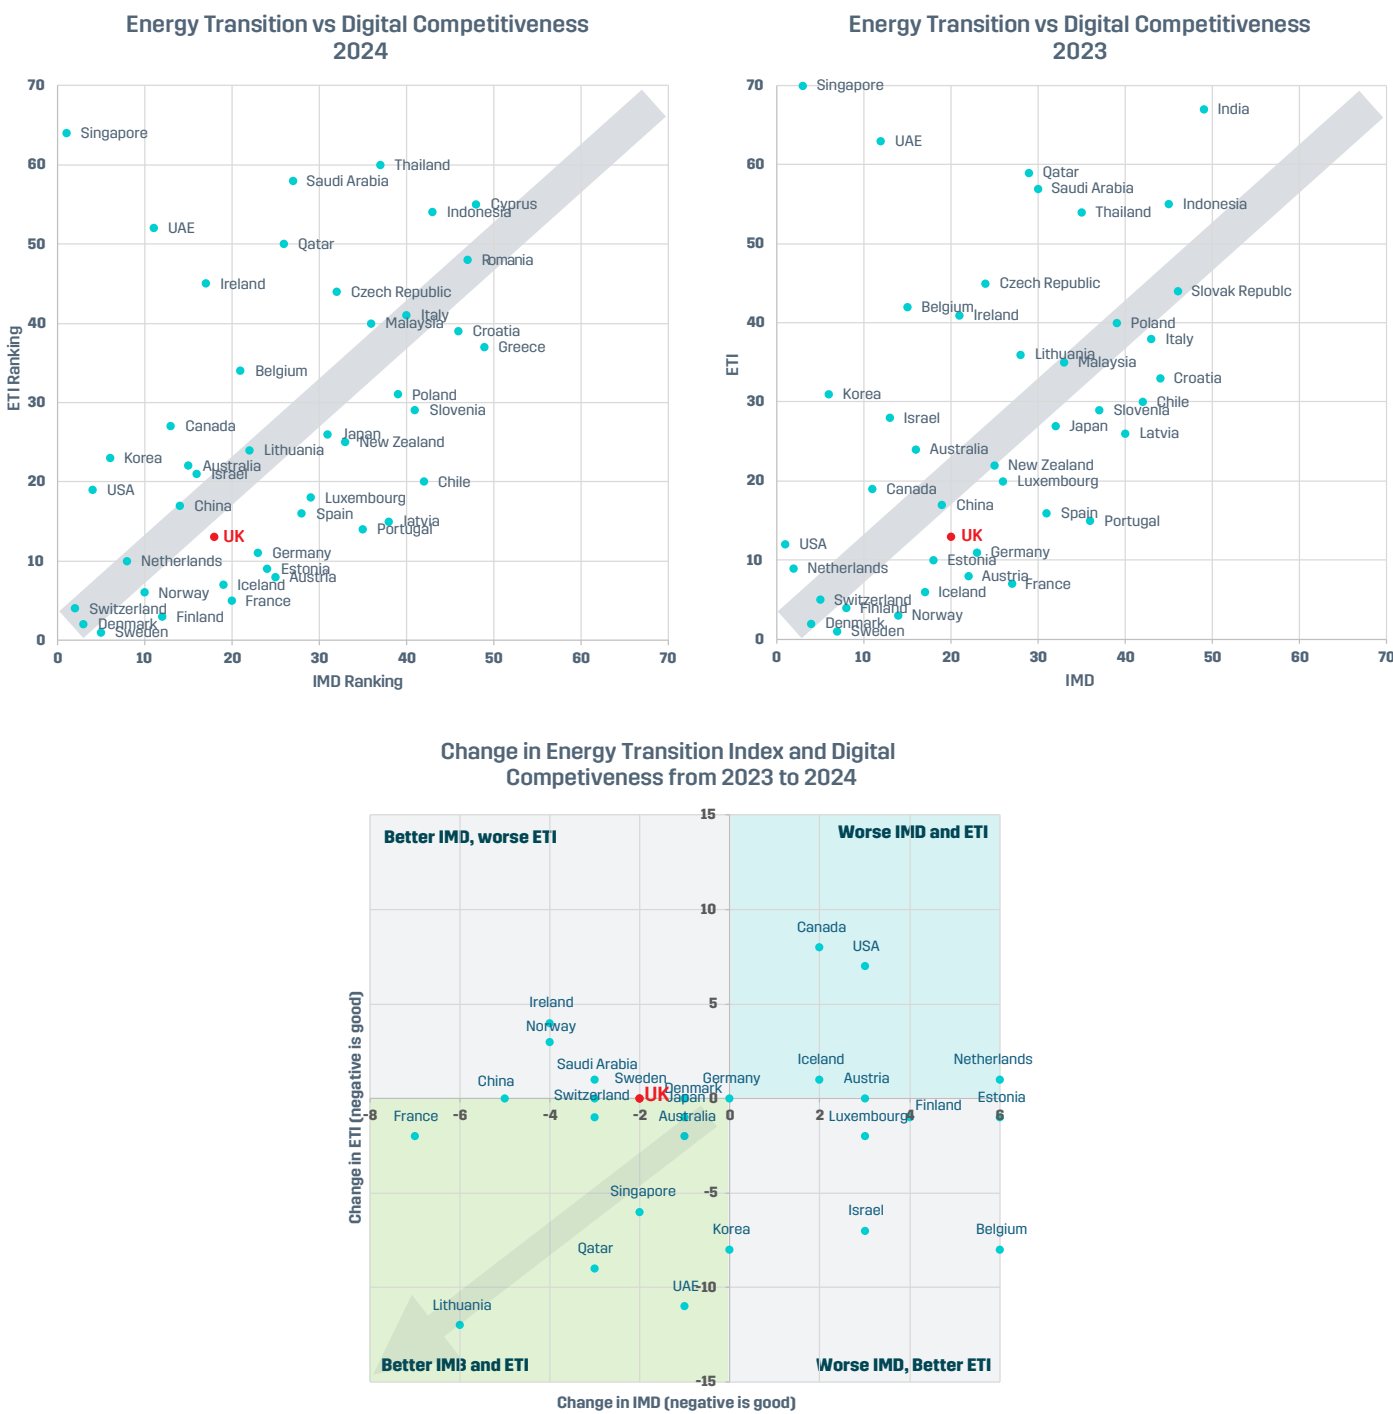 Energy Transition vs Digital Competitiveness
2024
70
Singapore
60
Thailand
Saudi Arabia
Cyprus
Indonesia
UAE
50
Qatar
Romania
Ireland
Czech Republic
40
Italy
Malaysia
Croatia
Greece
Belgium
30
Poland
Slovenia
Canada
Japan
New Zealand
Lithuania
Korea
Australia
Israel
20
Chile
USA
Luxembourg
China
Spain
latvia
Portugal
UK
10
Germany
Netherlands
Estonia
Austria
Iceland
Norway
France
Switzerland
Finland
Denmark
Sweden
0
0 10 20 30 40 50 60 70
ETI Ranking
IMD Ranking
Energy Transition vs Digital Competitiveness
2023
70
Singapore
India
UAE
60
Qatar
Saudi Arabia
Indonesia
Thailand
50
Czech Republic
Slovak Republc
Belgium
Ireland
40
Poland
Italy
Lithuania
Malaysia
Croatia
30
Korea
Chile
Slovenia
Israel
Japan
Latvia
Australia
New Zealand
20
Luxembourg
Canada
China
Spain
Portugal
UK
USA
Germany
10
Estonia
Netherlands
Austria
France
Iceland
Switzerland
Finland
Norway
Denmark
Sweden
0
0 10 20 30 40 50 60 70
ETI
IMD
Change in Energy Transition Index and Digital
Competiveness from 2023 to 2024
15
Better IMD, worse ETI
Worse IMD and ETI
10
Canada
USA
5
Ireland
Norway
Saudi Arabia
Iceland
Netherlands
China
Sweden
Germany
Austria
Denmark
Switzerland
UK
Japan
0
Estonia
Finland
-8 -6 -4 -2 0 2 4 6
France
Australia
Luxembourg
-5
Singapore
Israel
Korea
Belgium
Qatar
UAE
-10
Lithuania
Better IMB and ETI
Worse IMD, Better ETI
-15
Change in ETI (negative is good)
Change in IMD (negative is good)